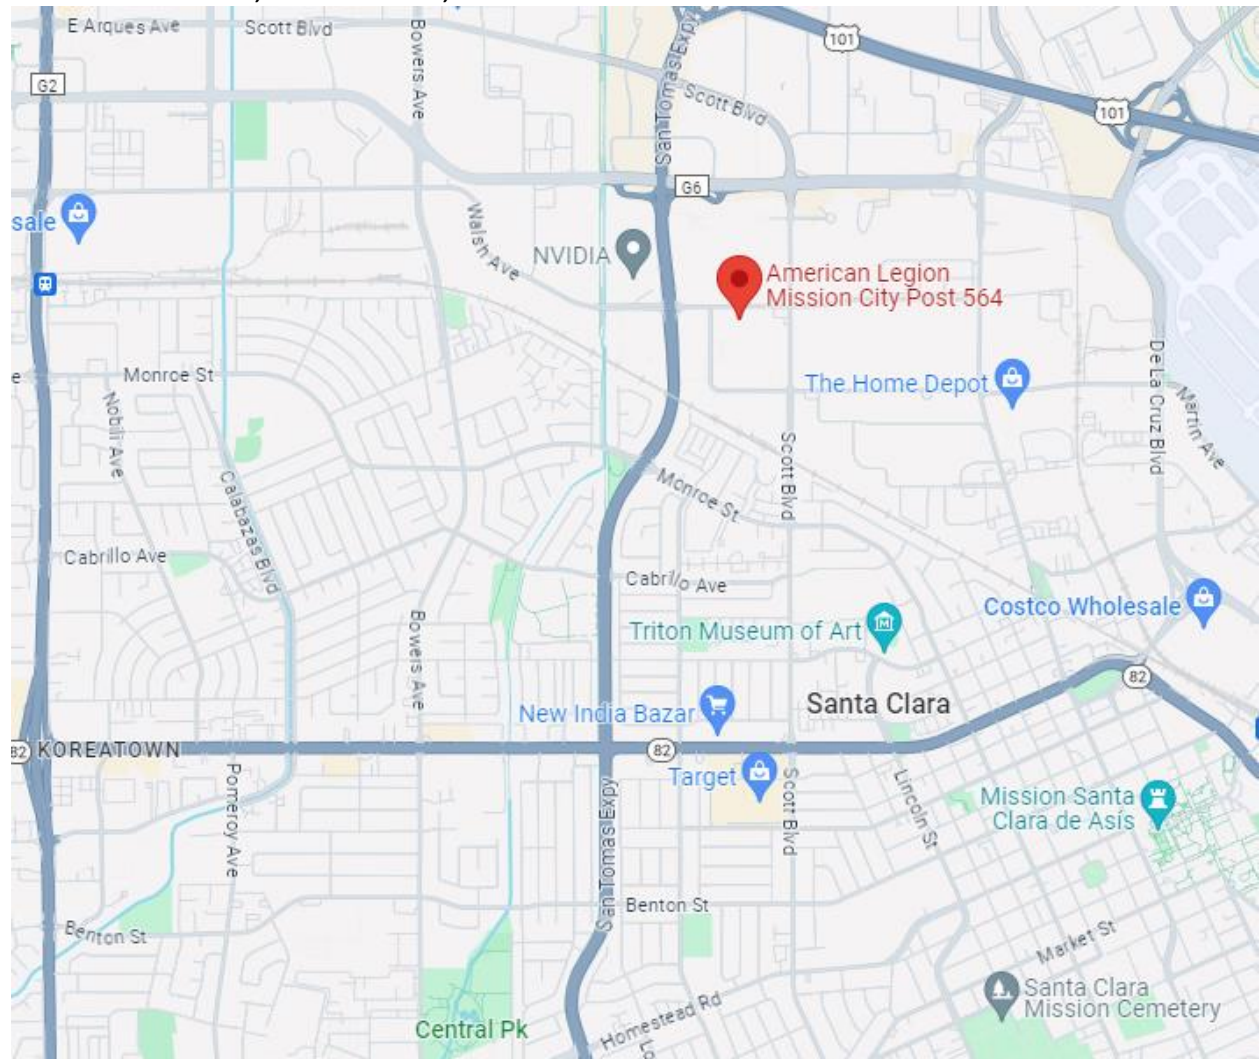 E Arques Ave
Scott Blvd
Bowers Ave
San Tomas Expy
101
G2
Scott Blvd
101
G6
sale
Walsh Ave
NVIDIA
American Legion
Mission City Post 564
De La Cruz Blvd
e
Monroe St
The Home Depot
Nobili Ave
Martin Ave
Scott Blvd
Calabazas Blvd
Monroe St
Cabrillo Ave
Cabrillo Ave
Costco Wholesale
Bowers Ave
Triton Museum of Art
82
Santa Clara
New India Bazar
82
KOREATOWN
82
Target
Pomeroy Ave
San Tomas Expy
Scott Blvd
Lincoln St
Mission Santa
Clara de Asís
Benton St
Benton St
Market St
Santa Clara
Mission Cemetery
Central Pk
Homestead Rd